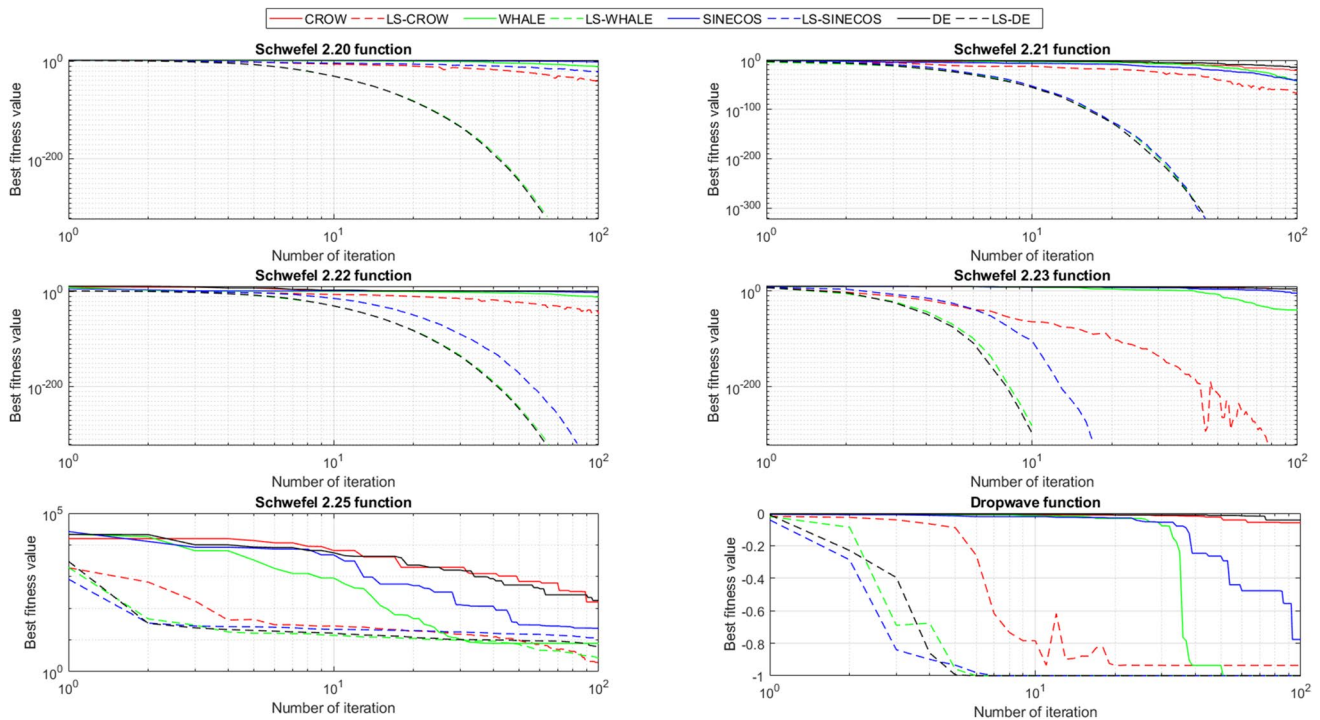 CROW LS-CROW WHALE LS-WHALE SINECOS LS-SINECOS DE LS-DE
Schwefel 2.20 function
Best fitness value
10^0
10^-200
10^0 10^1 10^2
Number of iteration
Schwefel 2.21 function
Best fitness value
10^0
10^-100
10^-200
10^-300
10^0 10^1 10^2
Number of iteration
Schwefel 2.22 function
Best fitness value
10^0
10^-200
10^0 10^1 10^2
Number of iteration
Schwefel 2.23 function
Best fitness value
10^0
10^-200
10^0 10^1 10^2
Number of iteration
Schwefel 2.25 function
Best fitness value
10^5
10^0
10^0 10^1 10^2
Number of iteration
Dropwave function
Best fitness value
0
-0.2
-0.4
-0.6
-0.8
-1
10^0 10^1 10^2
Number of iteration